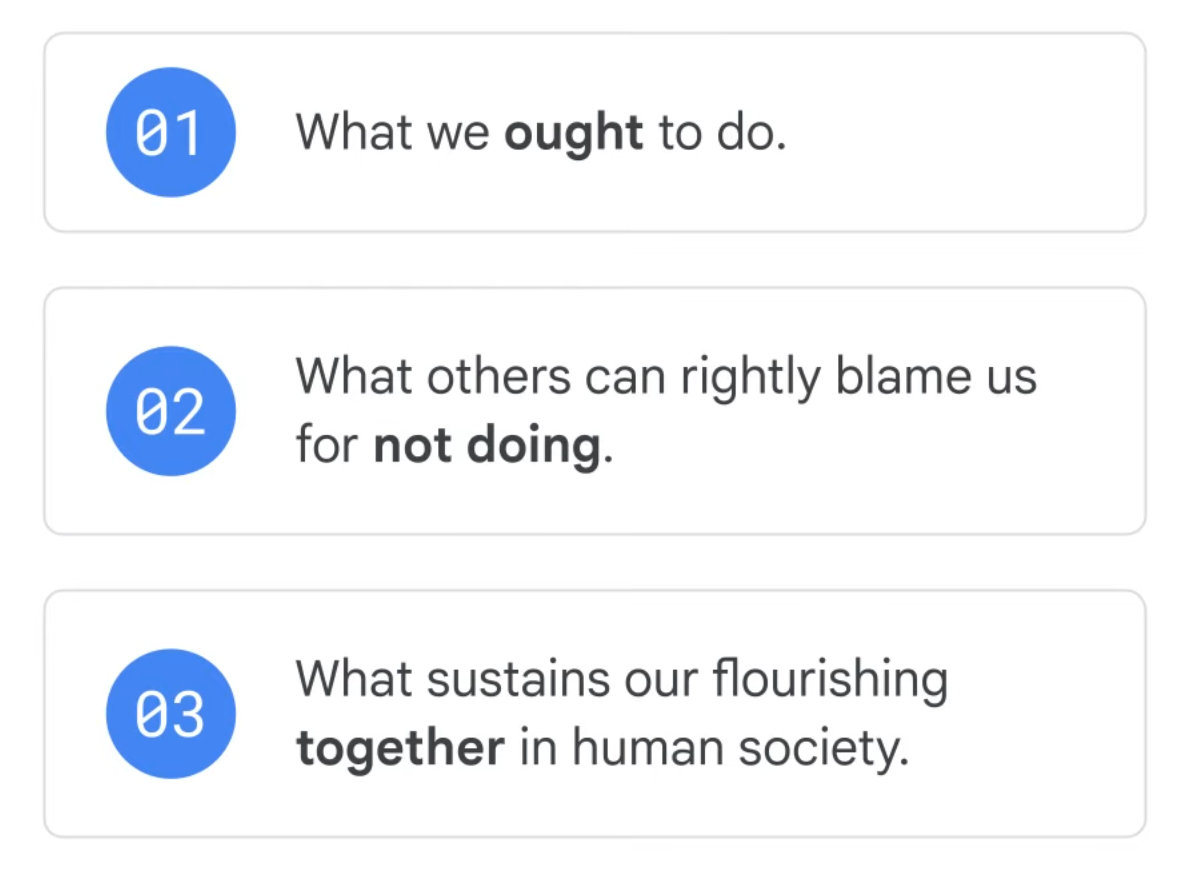 01
What we ought to do.
02
What others can rightly blame us
for not doing.
03
What sustains our flourishing
together in human society.